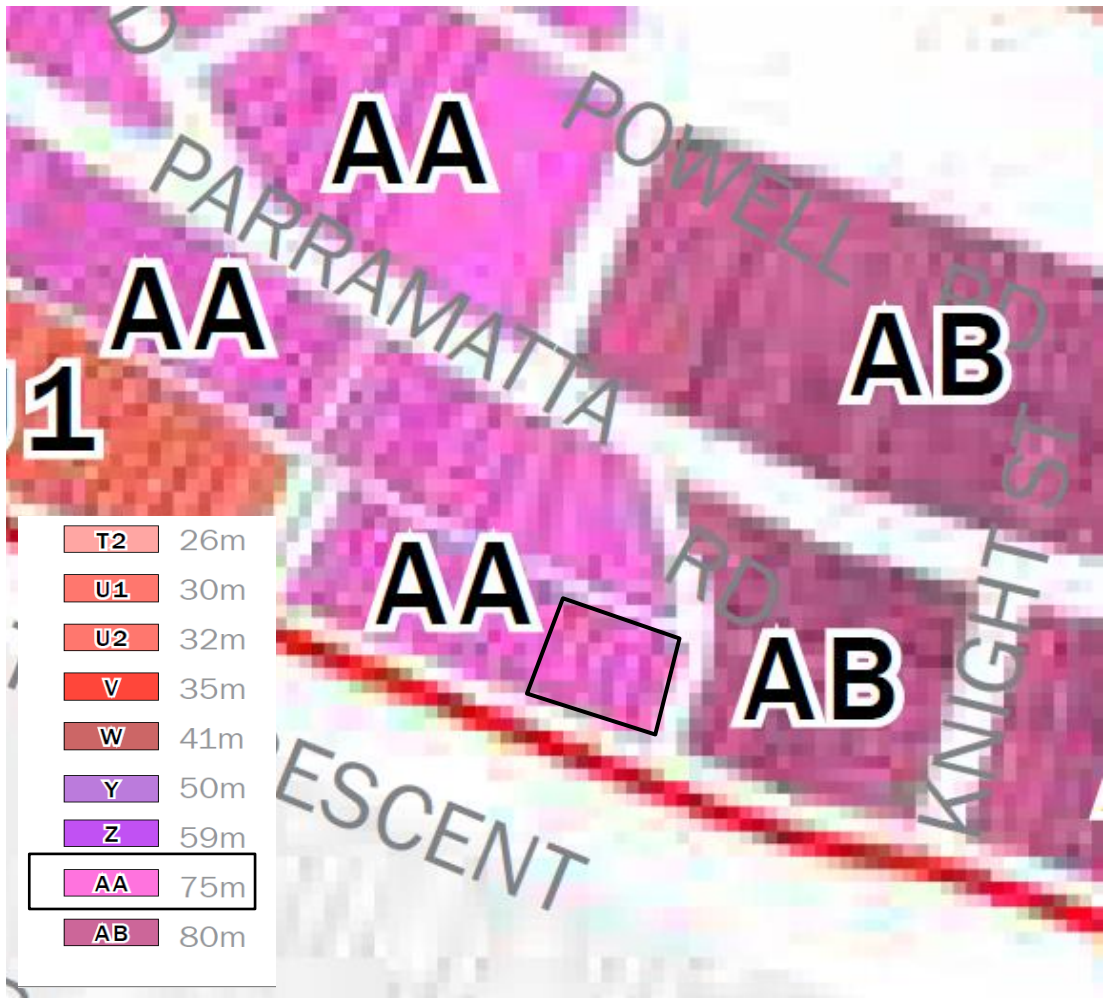 AA
POWELL
RD
PARRAMATTA
RD
AA
AB
1
ST
KNIGHT
AA
AB
ESCENT
T2 26m
U1 30m
U2 32m
V 35m
W 41m
Y 50m
Z 59m
AA 75m
AB 80m